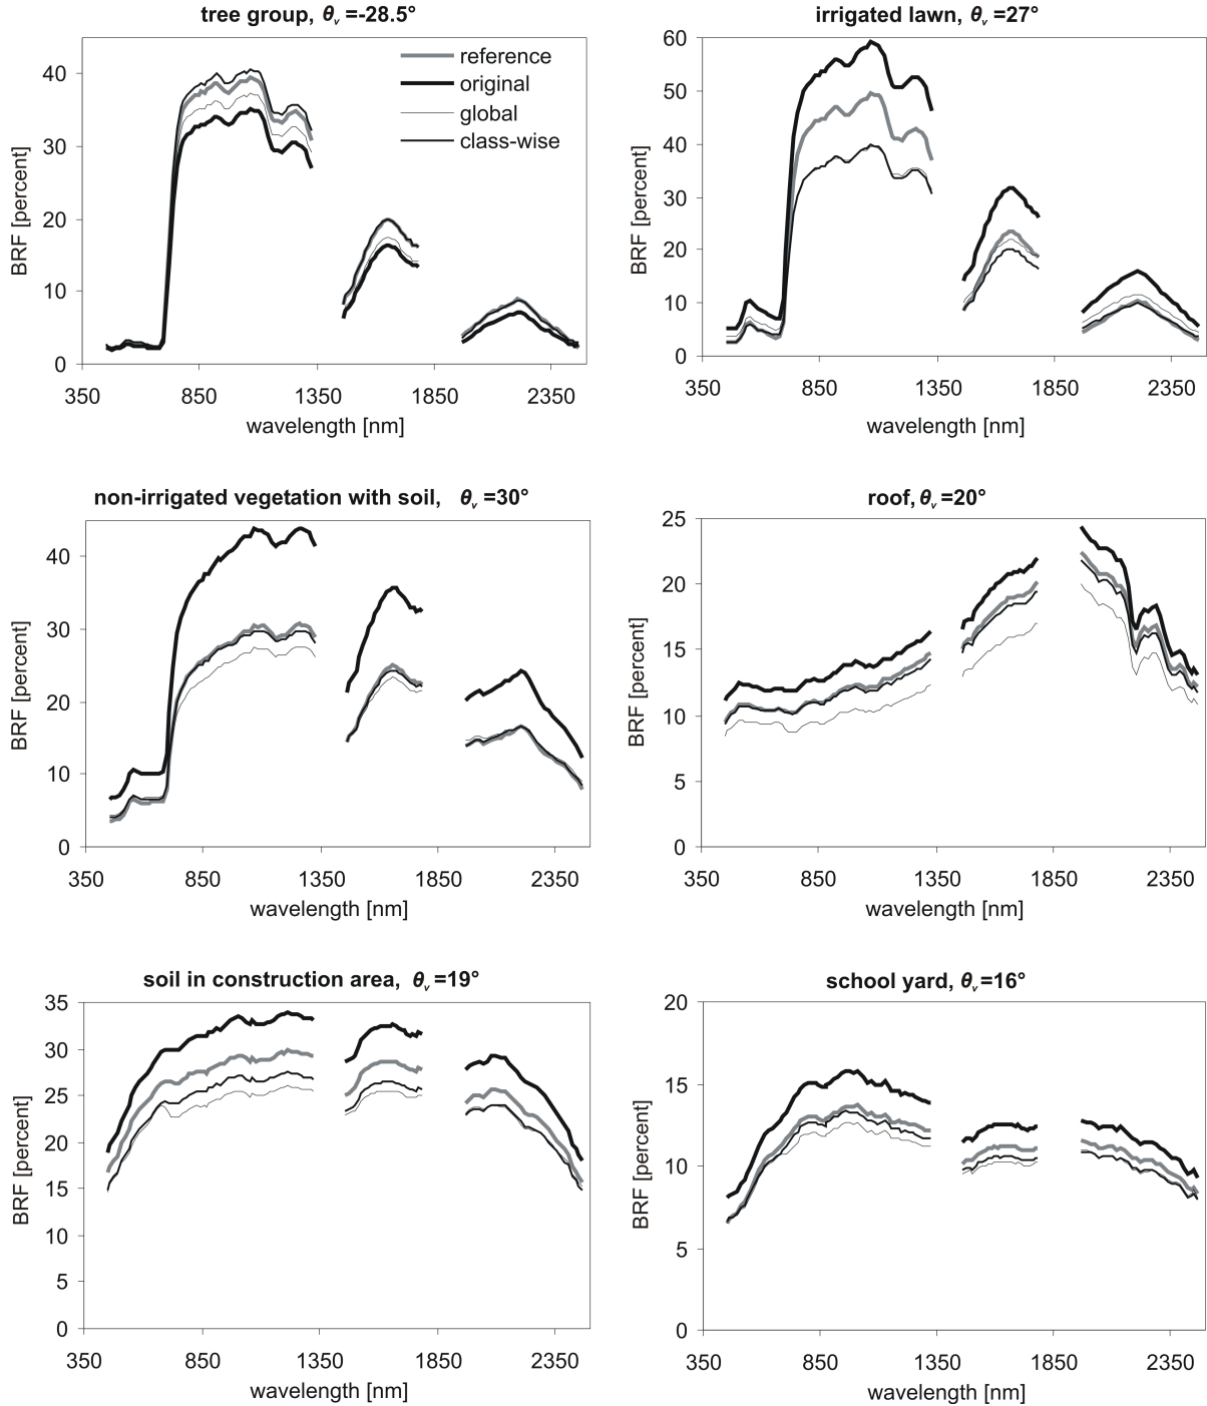 tree group, θv =-28.5°
BRF [percent]
40
30
20
10
0
reference
original
global
class-wise
350 850 1350 1850 2350
wavelength [nm]
irrigated lawn, θv =27°
BRF [percent]
60
50
40
30
20
10
0
350 850 1350 1850 2350
wavelength [nm]
non-irrigated vegetation with soil, θv =30°
BRF [percent]
40
30
20
10
0
350 850 1350 1850 2350
wavelength [nm]
roof, θv =20°
BRF [percent]
25
20
15
10
5
0
350 850 1350 1850 2350
wavelength [nm]
soil in construction area, θv =19°
BRF [percent]
35
30
25
20
15
10
5
0
350 850 1350 1850 2350
wavelength [nm]
school yard, θv =16°
BRF [percent]
20
15
10
5
0
350 850 1350 1850 2350
wavelength [nm]